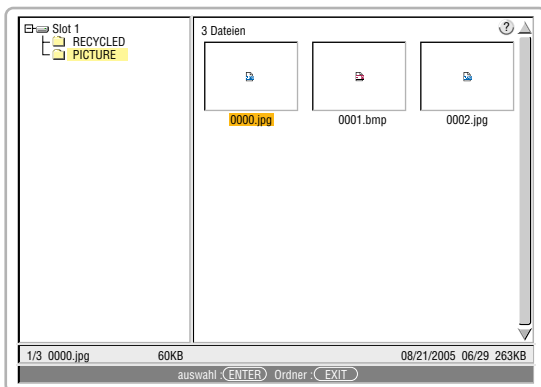 Slot 1
RECYCLED
PICTURE
3 Dateien
?
0000.jpg 0001.bmp 0002.jpg
1/3 0000.jpg 60KB 08/21/2005 06/29 263KB
auswahl :ENTER Ordner :EXIT